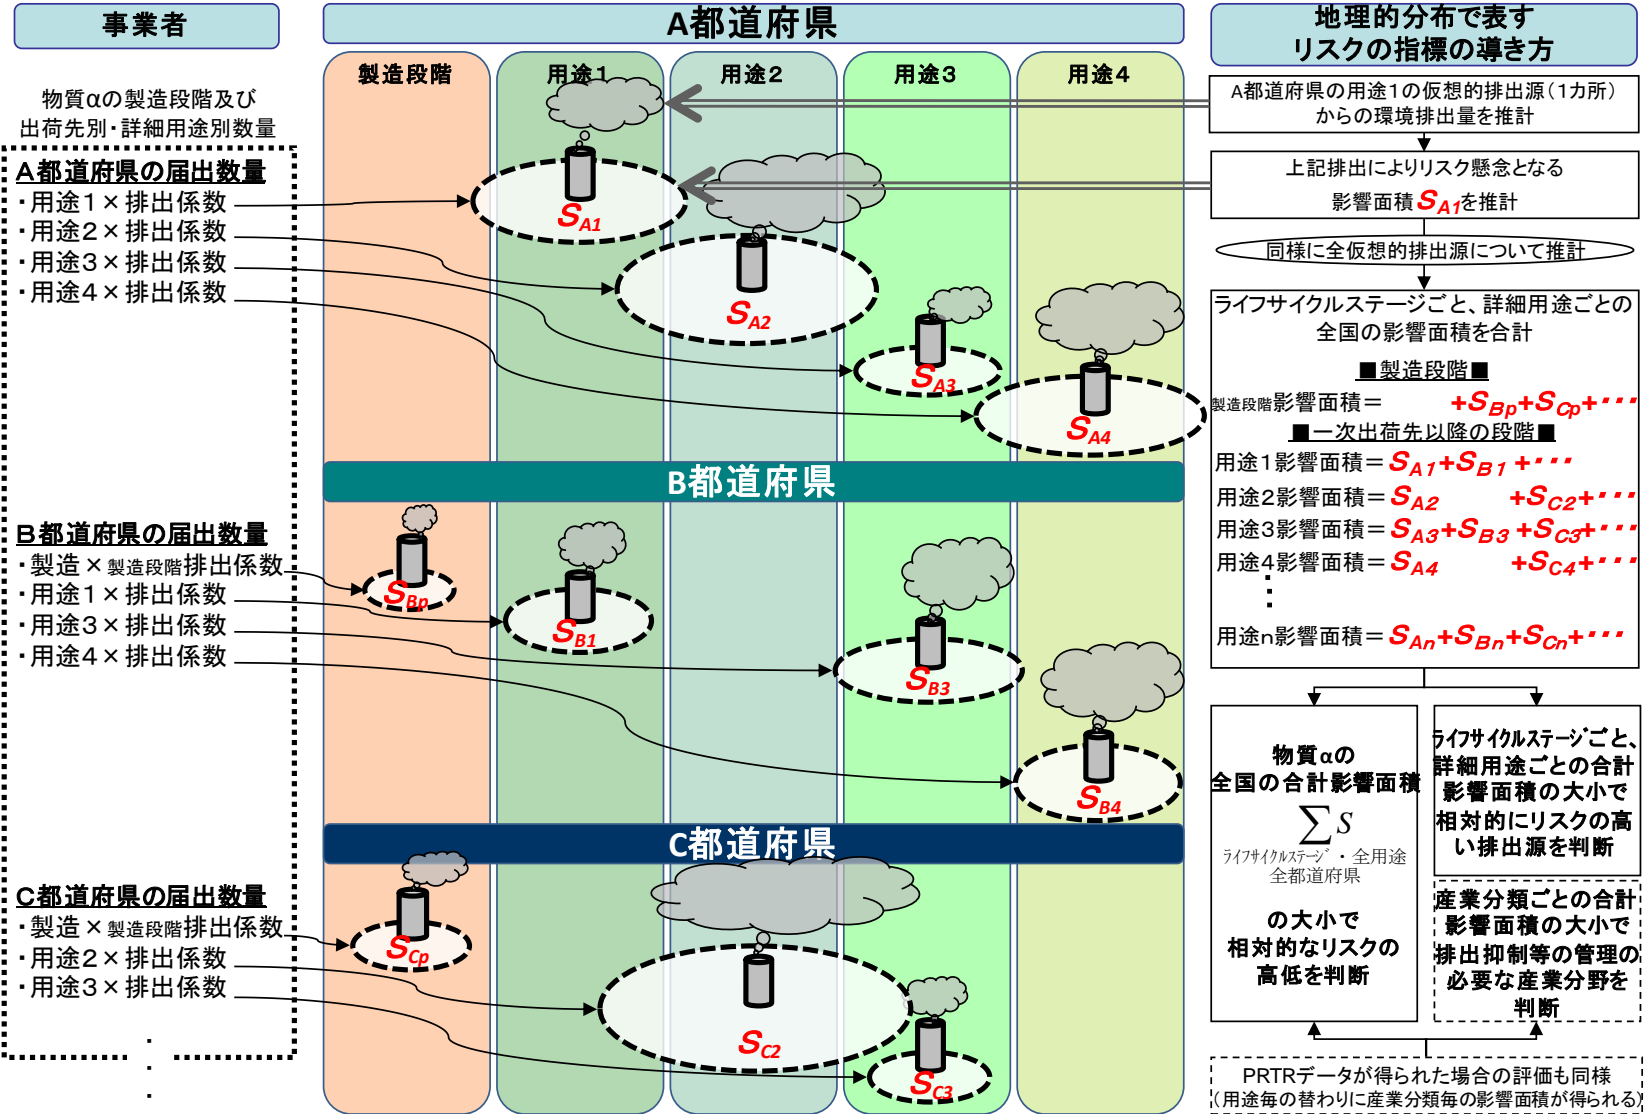 事業者
物質αの製造段階及び
出荷先別・詳細用途別数量
A都道府県の届出数量
・用途1×排出係数
・用途2×排出係数
・用途3×排出係数
・用途4×排出係数
B都道府県の届出数量
・製造×製造段階排出係数
・用途1×排出係数
・用途3×排出係数
・用途4×排出係数
C都道府県の届出数量
・製造×製造段階排出係数
・用途2×排出係数
・用途3×排出係数
・
・
・
A都道府県
製造段階
用途1
用途2
用途3
用途4
SA1
SA2
SA3
SA4
B都道府県
SBp
SB1
SB3
SB4
C都道府県
SCp
SC2
SC3
地理的分布で表す
リスクの指標の導き方
A都道府県の用途1の仮想的排出源(1カ所)
からの環境排出量を推計
上記排出によりリスク懸念となる
影響面積SA1を推計
同様に全仮想的排出源について推計
ライフサイクルステージごと、詳細用途ごとの
全国の影響面積を合計
■製造段階■
製造段階影響面積= +SBp+SCp+・・・
■一次出荷先以降の段階■
用途1影響面積=SA1+SB1 +・・・
用途2影響面積=SA2 +SC2+・・・
用途3影響面積=SA3+SB3 +SC3+・・・
用途4影響面積=SA4 +SC4+・・・
・・・
用途n影響面積=SAn+SBn+SCn+・・・
物質αの
全国の合計影響面積
∑S
ライフサイクルステージ・全用途
全都道府県
の大小で
相対的なリスクの
高低を判断
ライフサイクルステージごと、
詳細用途ごとの合計
影響面積の大小で
相対的にリスクの高
い排出源を判断
産業分類ごとの合計
影響面積の大小で
排出抑制等の管理の
必要な産業分野を
判断
PRTRデータが得られた場合の評価も同様
(用途毎の替わりに産業分類毎の影響面積が得られる)